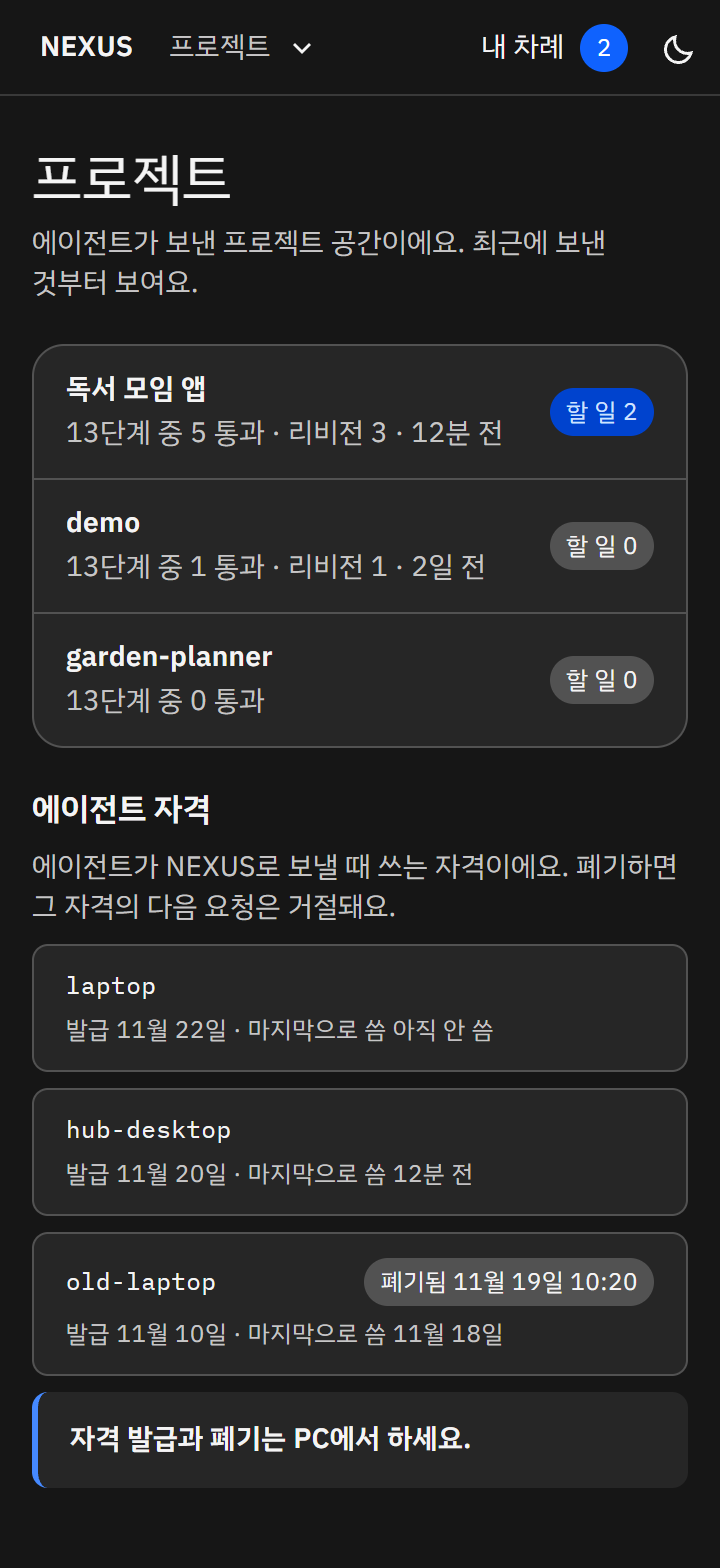 NEXUS 프로젝트 내 차례 2
프로젝트
에이전트가 보낸 프로젝트 공간이에요. 최근에 보낸
것부터 보여요.
독서 모임 앱
13단계 중 5 통과 · 리비전 3 · 12분 전
할 일 2
demo
13단계 중 1 통과 · 리비전 1 · 2일 전
할 일 0
garden-planner
13단계 중 0 통과
할 일 0
에이전트 자격
에이전트가 NEXUS로 보낼 때 쓰는 자격이에요. 폐기하면
그 자격의 다음 요청은 거절돼요.
laptop
발급 11월 22일 · 마지막으로 씀 아직 안 씀
hub-desktop
발급 11월 20일 · 마지막으로 씀 12분 전
old-laptop 폐기됨 11월 19일 10:20
발급 11월 10일 · 마지막으로 씀 11월 18일
자격 발급과 폐기는 PC에서 하세요.